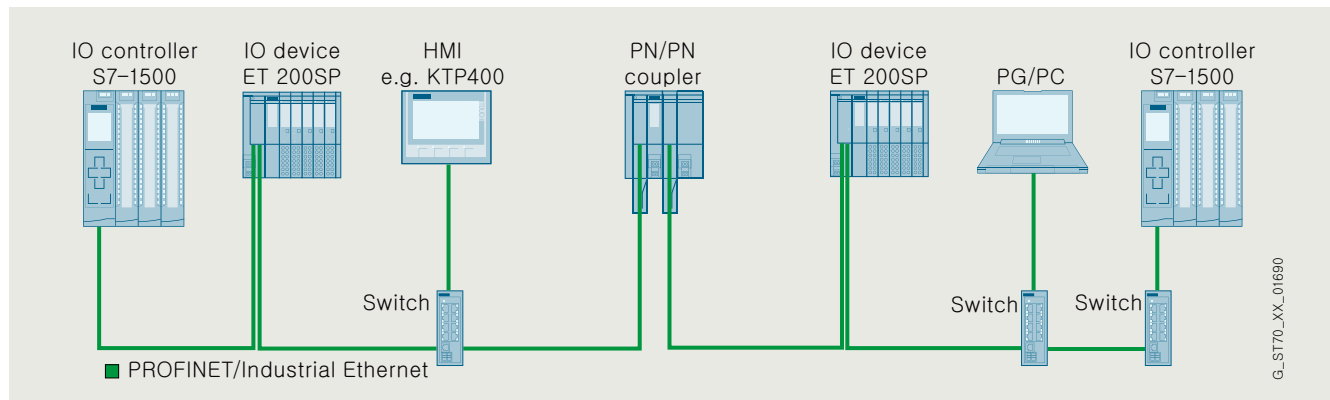 IO controller
S7-1500
IO device
ET 200SP
HMI
e.g. KTP400
PN/PN
coupler
IO device
ET 200SP
PG/PC
IO controller
S7-1500
Switch
Switch
Switch
PROFINET/Industrial Ethernet
G_ST70_XX_01690